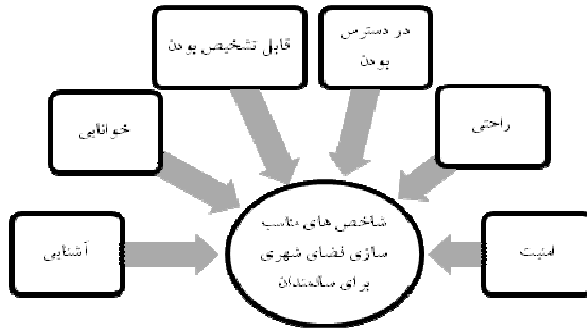 در دسترس
بودن
قابل تشخیص بودن
راحتی
خوانایی
شاخص های مناسب
سازی فضای شهری
برای سالمندان
امنیت
آشنایی